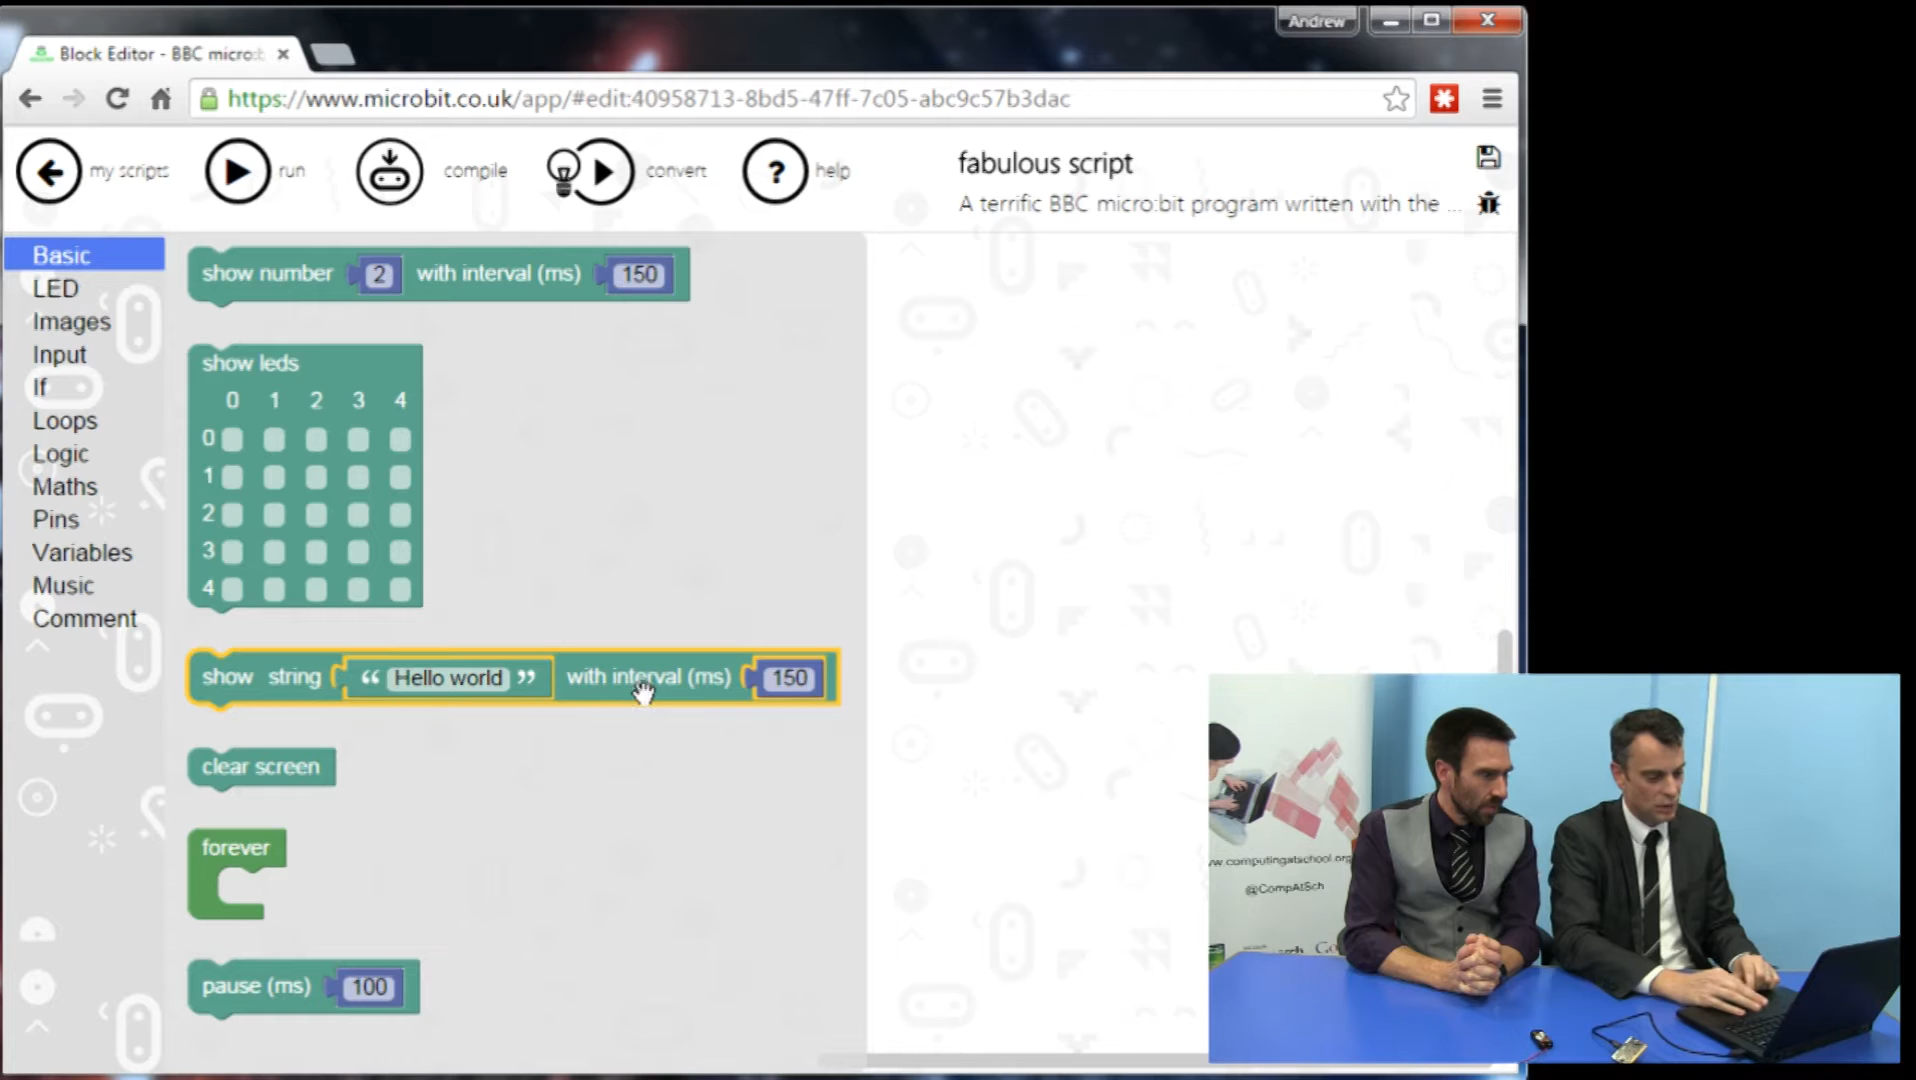 Andrew
Block Editor - BBC micro:b
https://www.microbit.co.uk/app/#edit:40958713-8bd5-47ff-7c05-abc9c57b3dac
my scripts
run
compile
convert
? help
fabulous script
A terrific BBC micro:bit program written with the ...
Basic
LED
Images
Input
If
Loops
Logic
Maths
Pins
Variables
Music
Comment
show number 2 with interval (ms) 150
show leds
0 1 2 3 4
0
1
2
3
4
show string “ Hello world ” with interval (ms) 150
clear screen
forever
pause (ms) 100
w.computingatschool.org
@CompAtSch